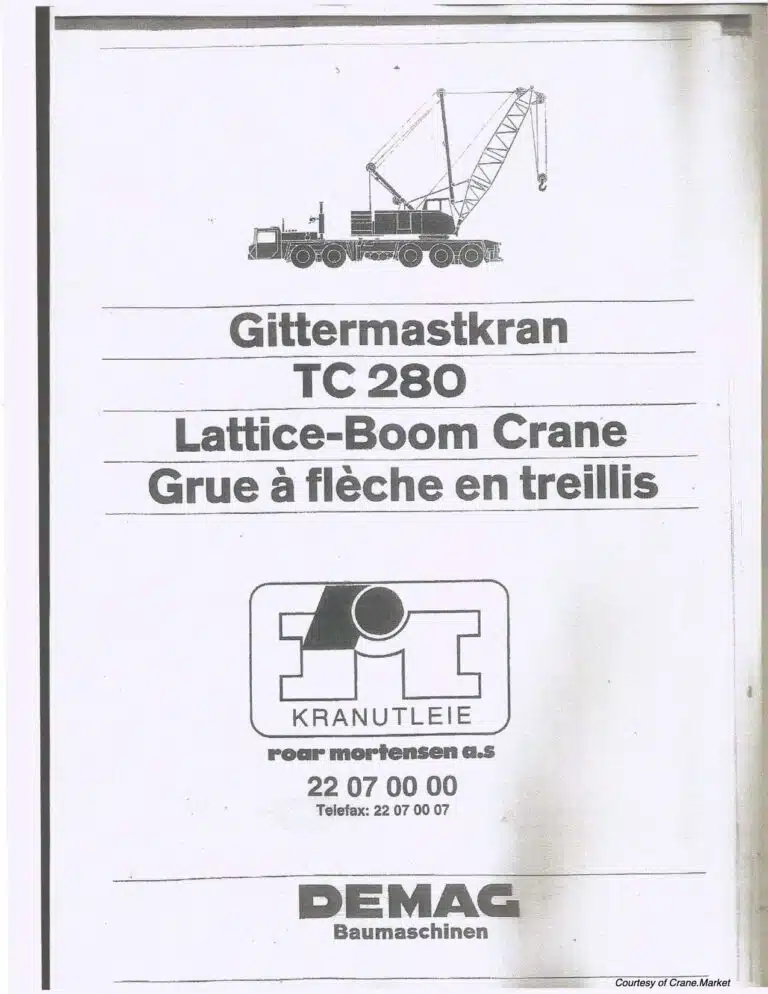 Gittermastkran
TC 280
Lattice-Boom Crane
Grue à flèche en treillis
KRANUTLEIE
roar mortensen a.s
22 07 00 00
Telefax: 22 07 00 07
DEMAG
Baumaschinen
Courtesy of Crane.Market